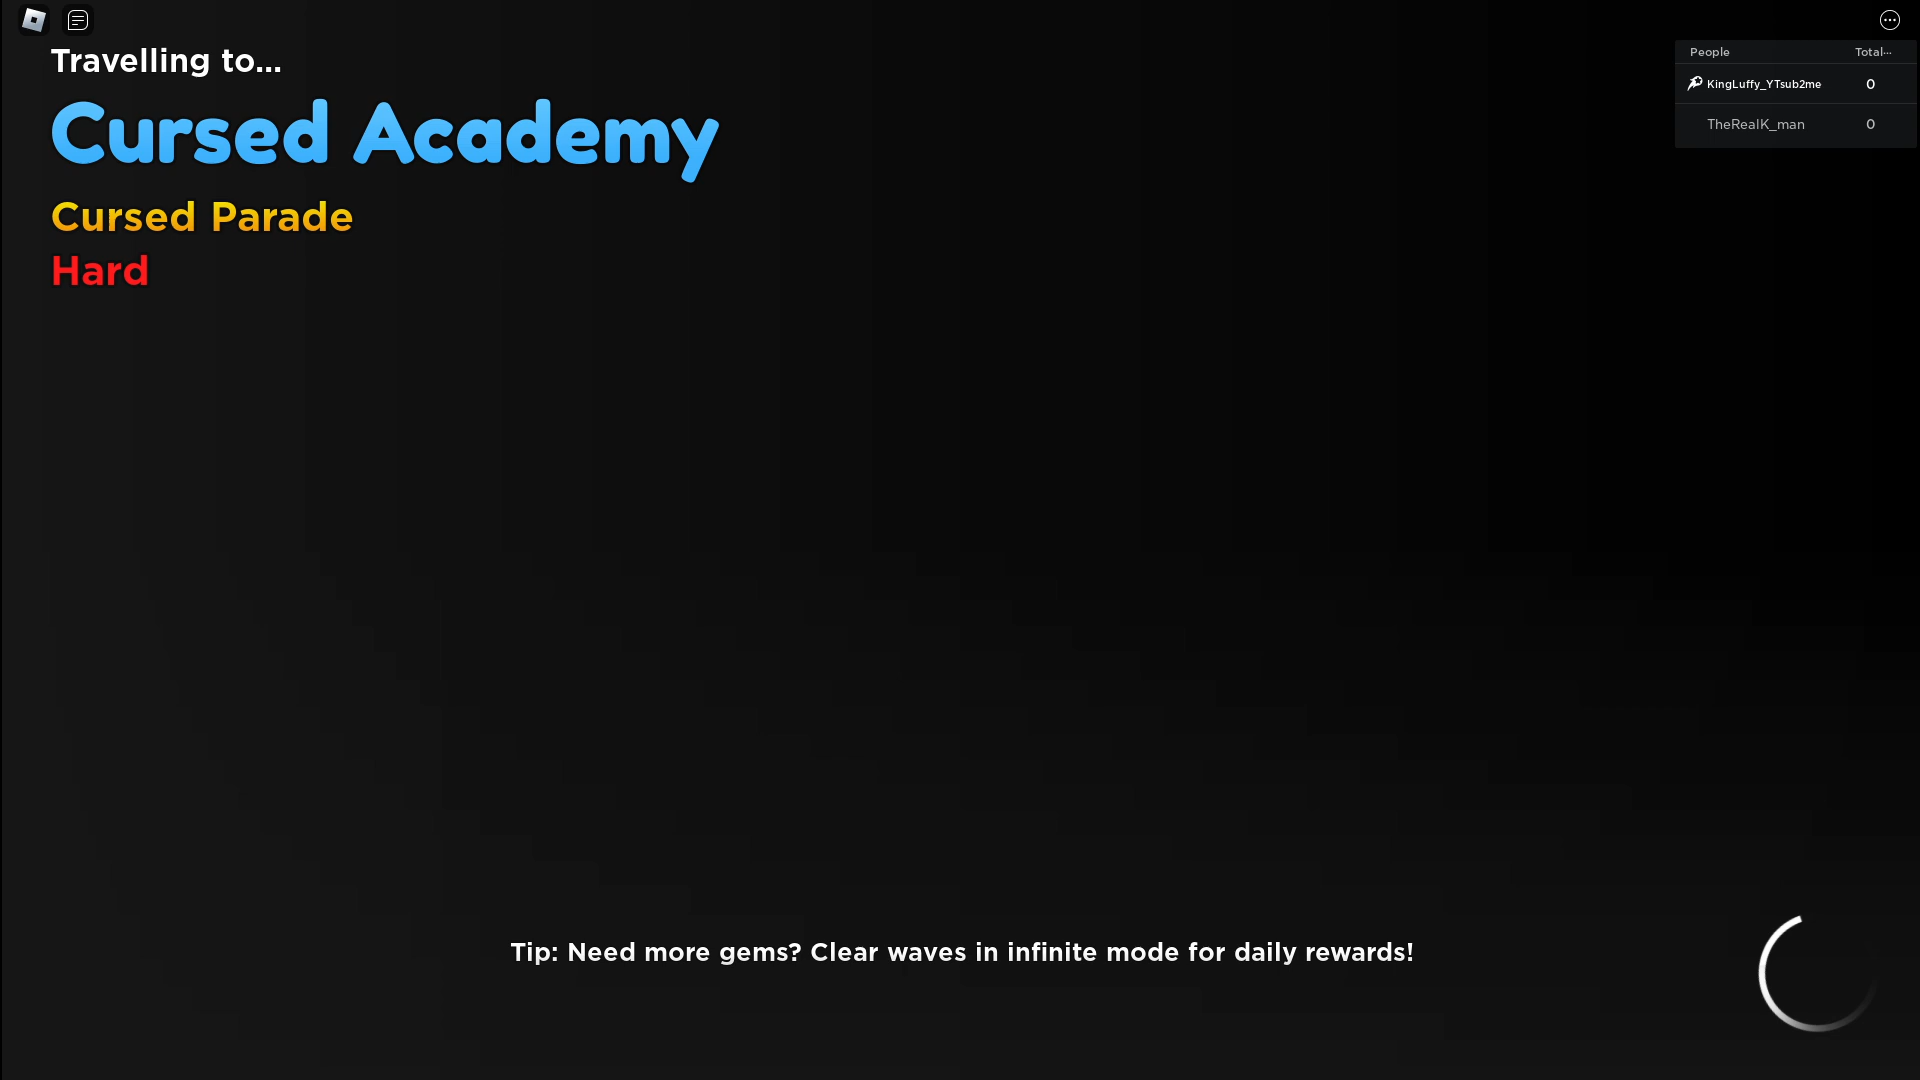 Travelling to...
Cursed Academy
Cursed Parade
Hard
People Total...
KingLuffy_YTsub2me 0
TheRealK_man 0
Tip: Need more gems? Clear waves in infinite mode for daily rewards!